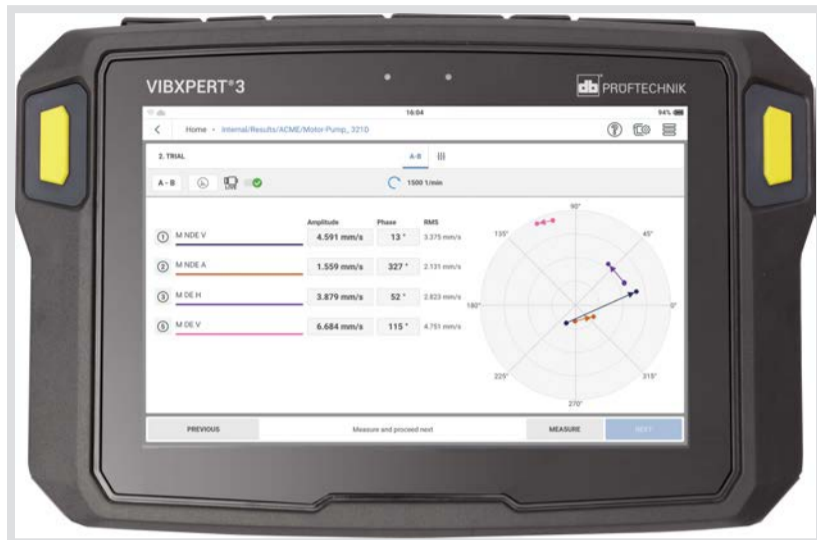 VIBXPERT®3
db PRÜFTECHNIK
16:04
94%
Home • Internal/Results/ACME/Motor-Pump_ 3210
2. TRIAL
A-B
A-B
LIVE
1500 1/min
Amplitude Phase RMS
1 M NDE V 4.591 mm/s 13 ° 3.375 mm/s
2 M NDE A 1.559 mm/s 327 ° 2.131 mm/s
3 M DE H 3.879 mm/s 52 ° 2.823 mm/s
5 M DE V 6.684 mm/s 115 ° 4.751 mm/s
90°
135° 45°
180° 0°
225° 315°
270°
PREVIOUS
Measure and proceed next
MEASURE
NEXT